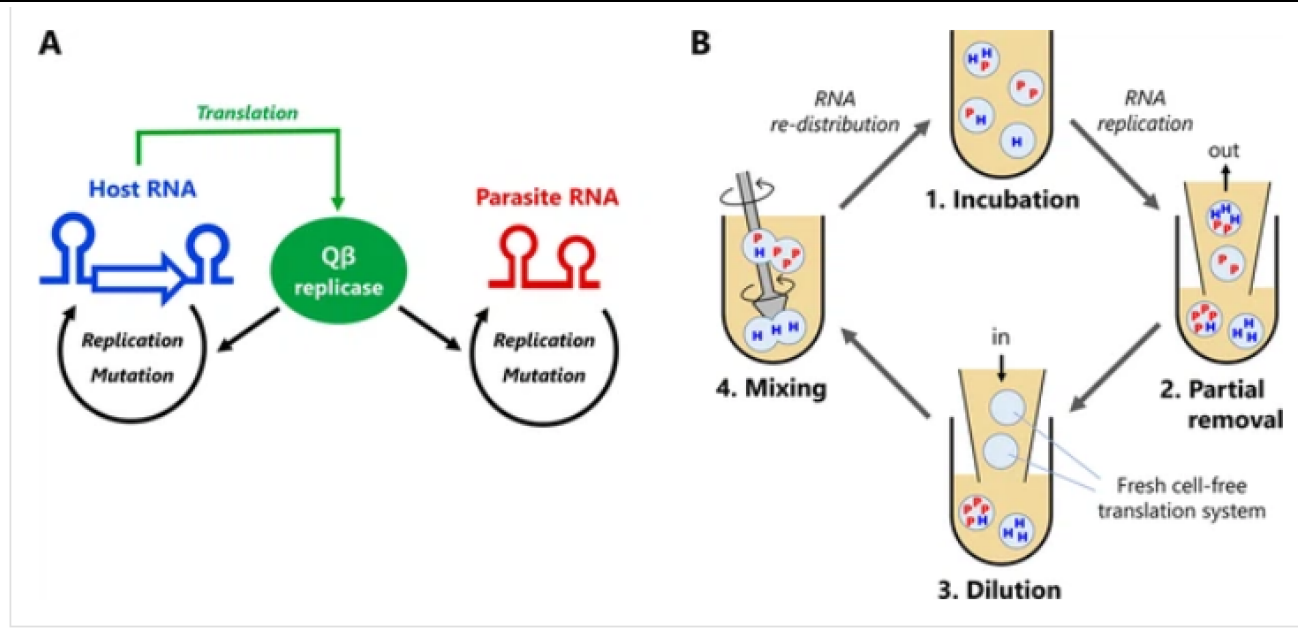 A
Translation
Host RNA
Parasite RNA
Qβ
replicase
Replication
Mutation
Replication
Mutation
B
RNA
re-distribution
RNA
replication
H H
P
P P
P H
H
1. Incubation
out
H H
H H
P P
P P
P P P
P H
H H
H
2. Partial
removal
in
Fresh cell-free
translation system
P P P
P H
H H
H
3. Dilution
P
H
P P
P
H H H
4. Mixing